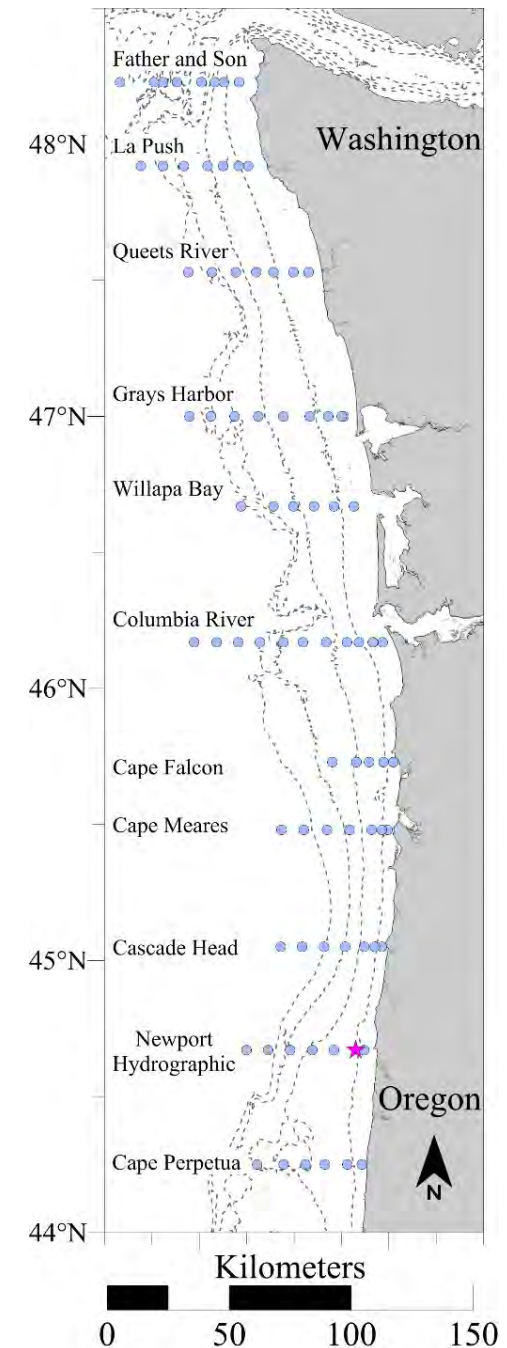 Father and Son
48°N
La Push
Washington
Queets River
Grays Harbor
47°N
Willapa Bay
Columbia River
46°N
Cape Falcon
Cape Meares
45°N
Cascade Head
Newport
Hydrographic
Oregon
Cape Perpetua
N
44°N
Kilometers
0 50 100 150